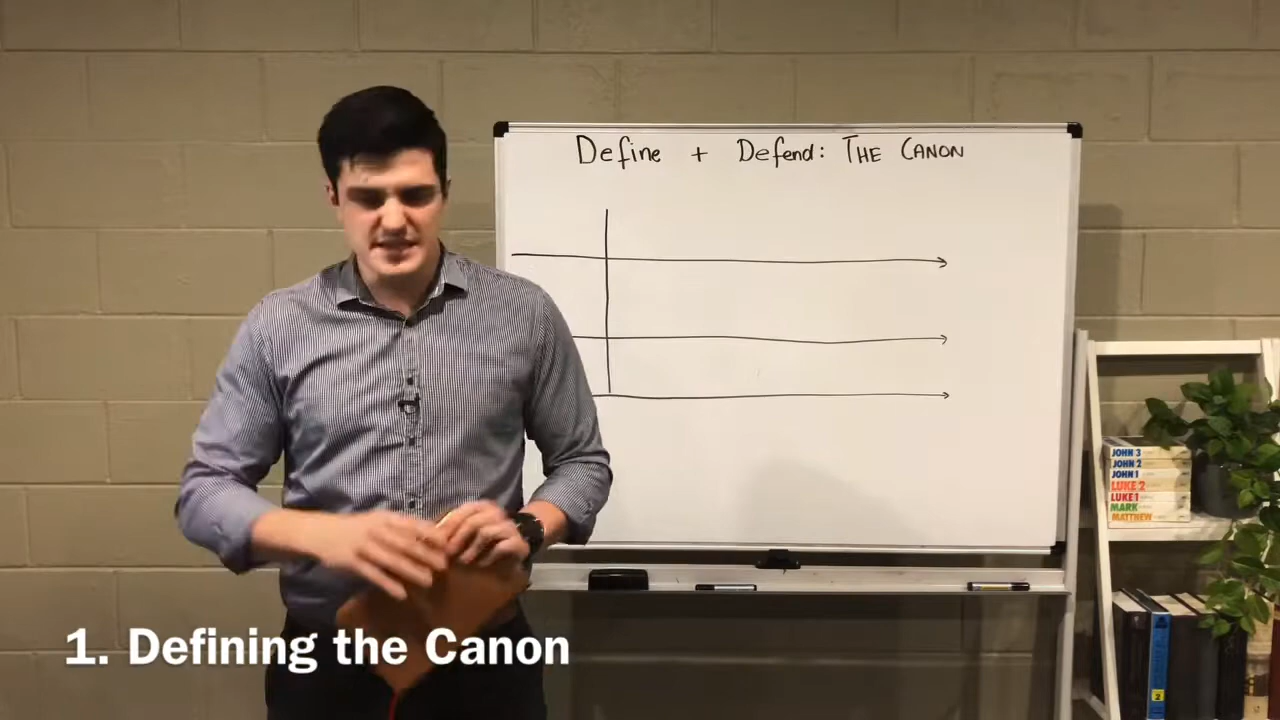 Define + Defend: THE CANON
JOHN 3
JOHN 2
JOHN 1
LUKE 2
LUKE 1
MARK
MATTHEW
2
1. Defining the Canon